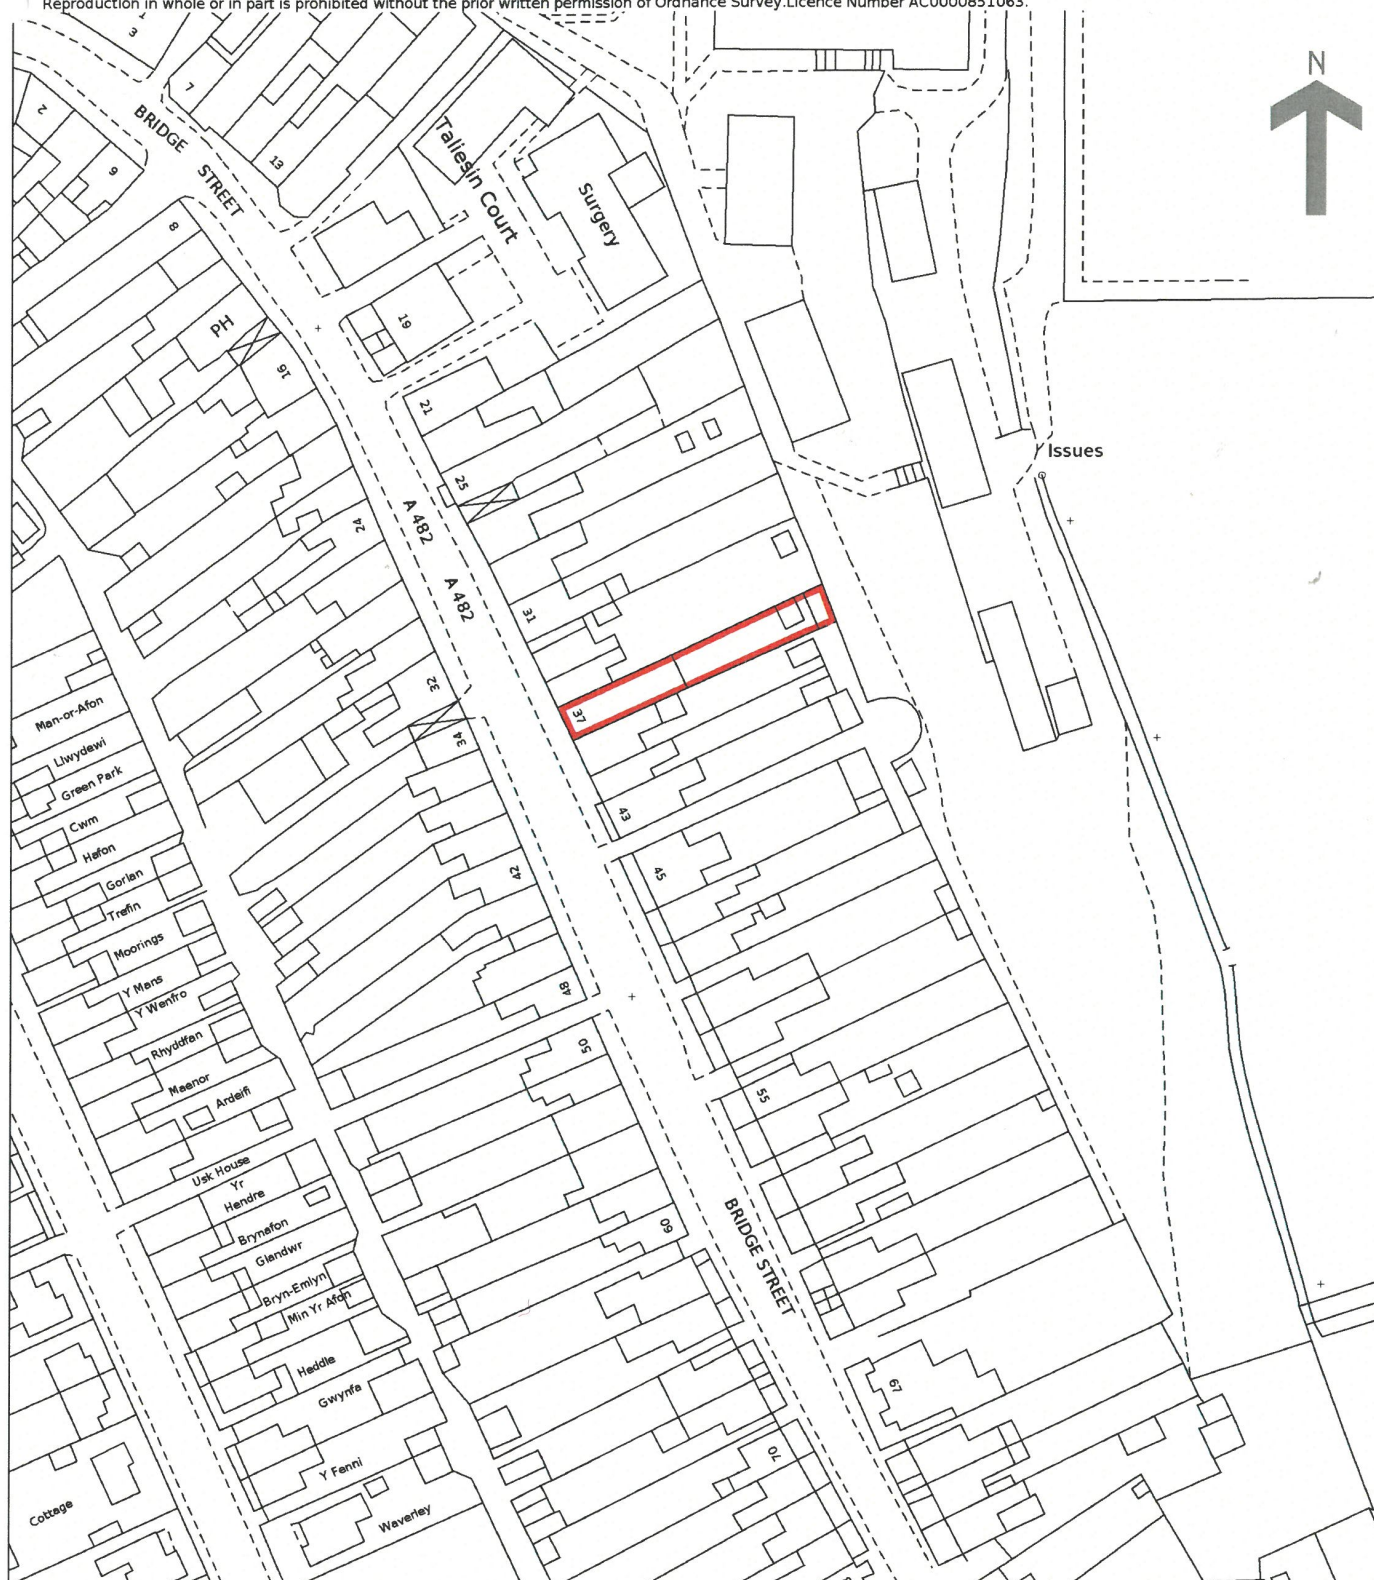 Reproduction in whole or in part is prohibited without the prior written permission of Ordnance Survey.Licence Number AC0000851063.
N
3
7
2
9
BRIDGE
STREET
13
Taliesin Court
Surgery
8
PH
16
19
21
25
Issues
A 482
24
A 482
31
32
34
37
43
45
42
48
50
55
60
BRIDGE STREET
67
70
Man-or-Afon
Llwydewi
Green Park
Cwm
Hafon
Gorlan
Trefin
Moorings
Y Mans
Y Wenfro
Rhyddfan
Maenor
Ardeifi
Usk House
Yr
Hendre
Brynafon
Glandwr
Bryn-Emlyn
Min Yr Afon
Heddle
Gwynfa
Y Fenni
Waverley
Cottage